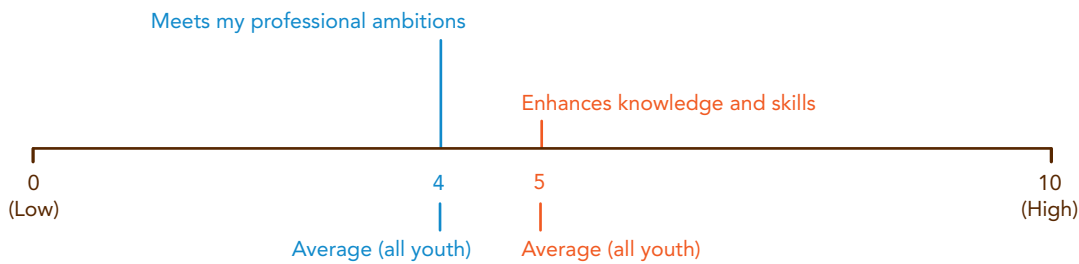 Meets my professional ambitions
Enhances knowledge and skills
0
(Low)
4
5
10
(High)
Average (all youth)
Average (all youth)